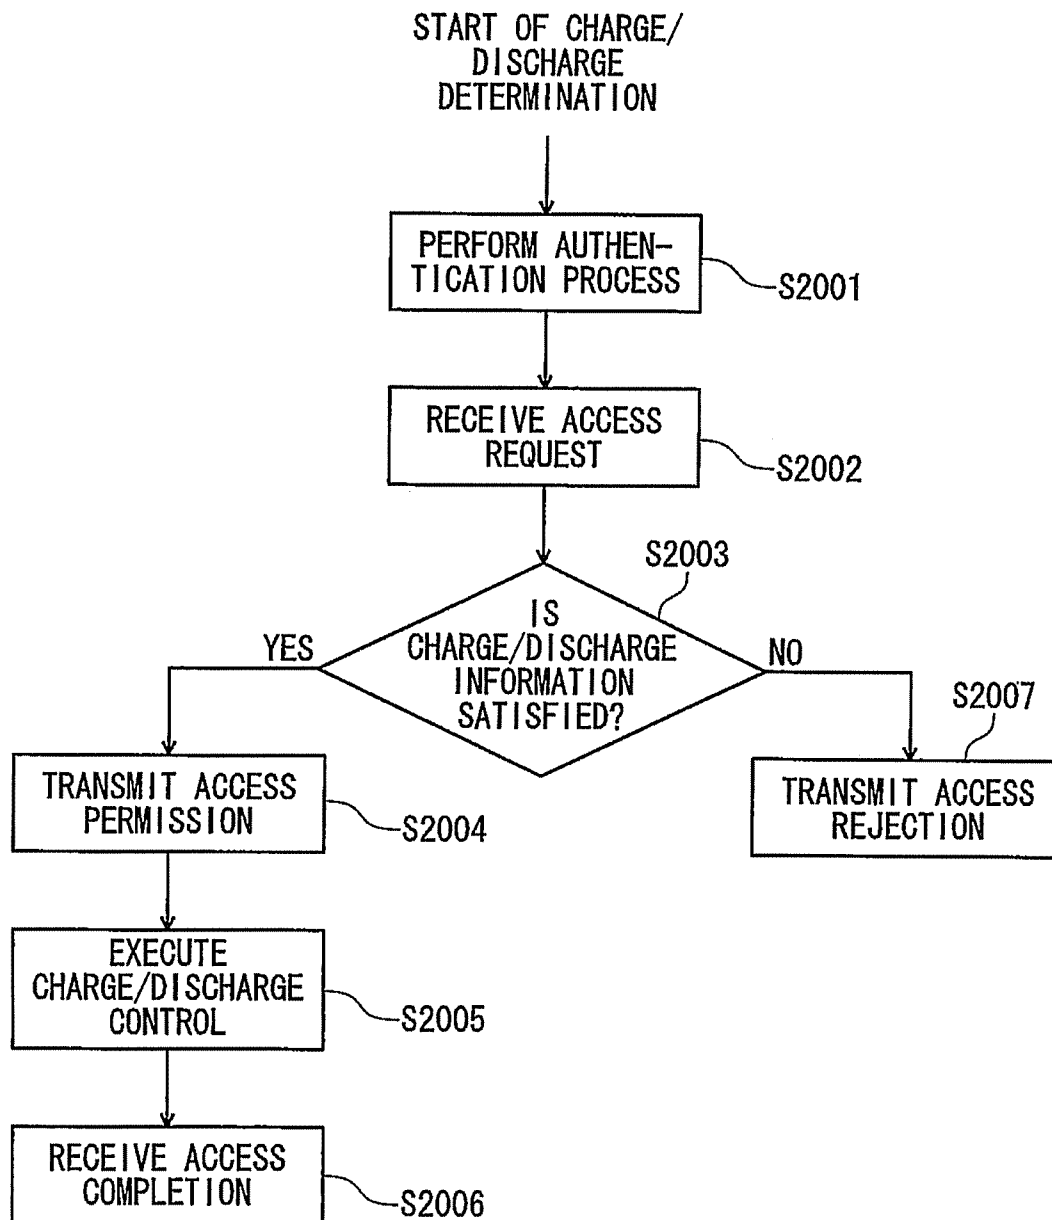 START OF CHARGE/
DISCHARGE
DETERMINATION
PERFORM AUTHEN-
TICATION PROCESS
S2001
RECEIVE ACCESS
REQUEST
S2002
S2003
IS
CHARGE/DISCHARGE
INFORMATION
SATISFIED?
YES
NO
S2007
TRANSMIT ACCESS
PERMISSION
S2004
TRANSMIT ACCESS
REJECTION
EXECUTE
CHARGE/DISCHARGE
CONTROL
S2005
RECEIVE ACCESS
COMPLETION
S2006